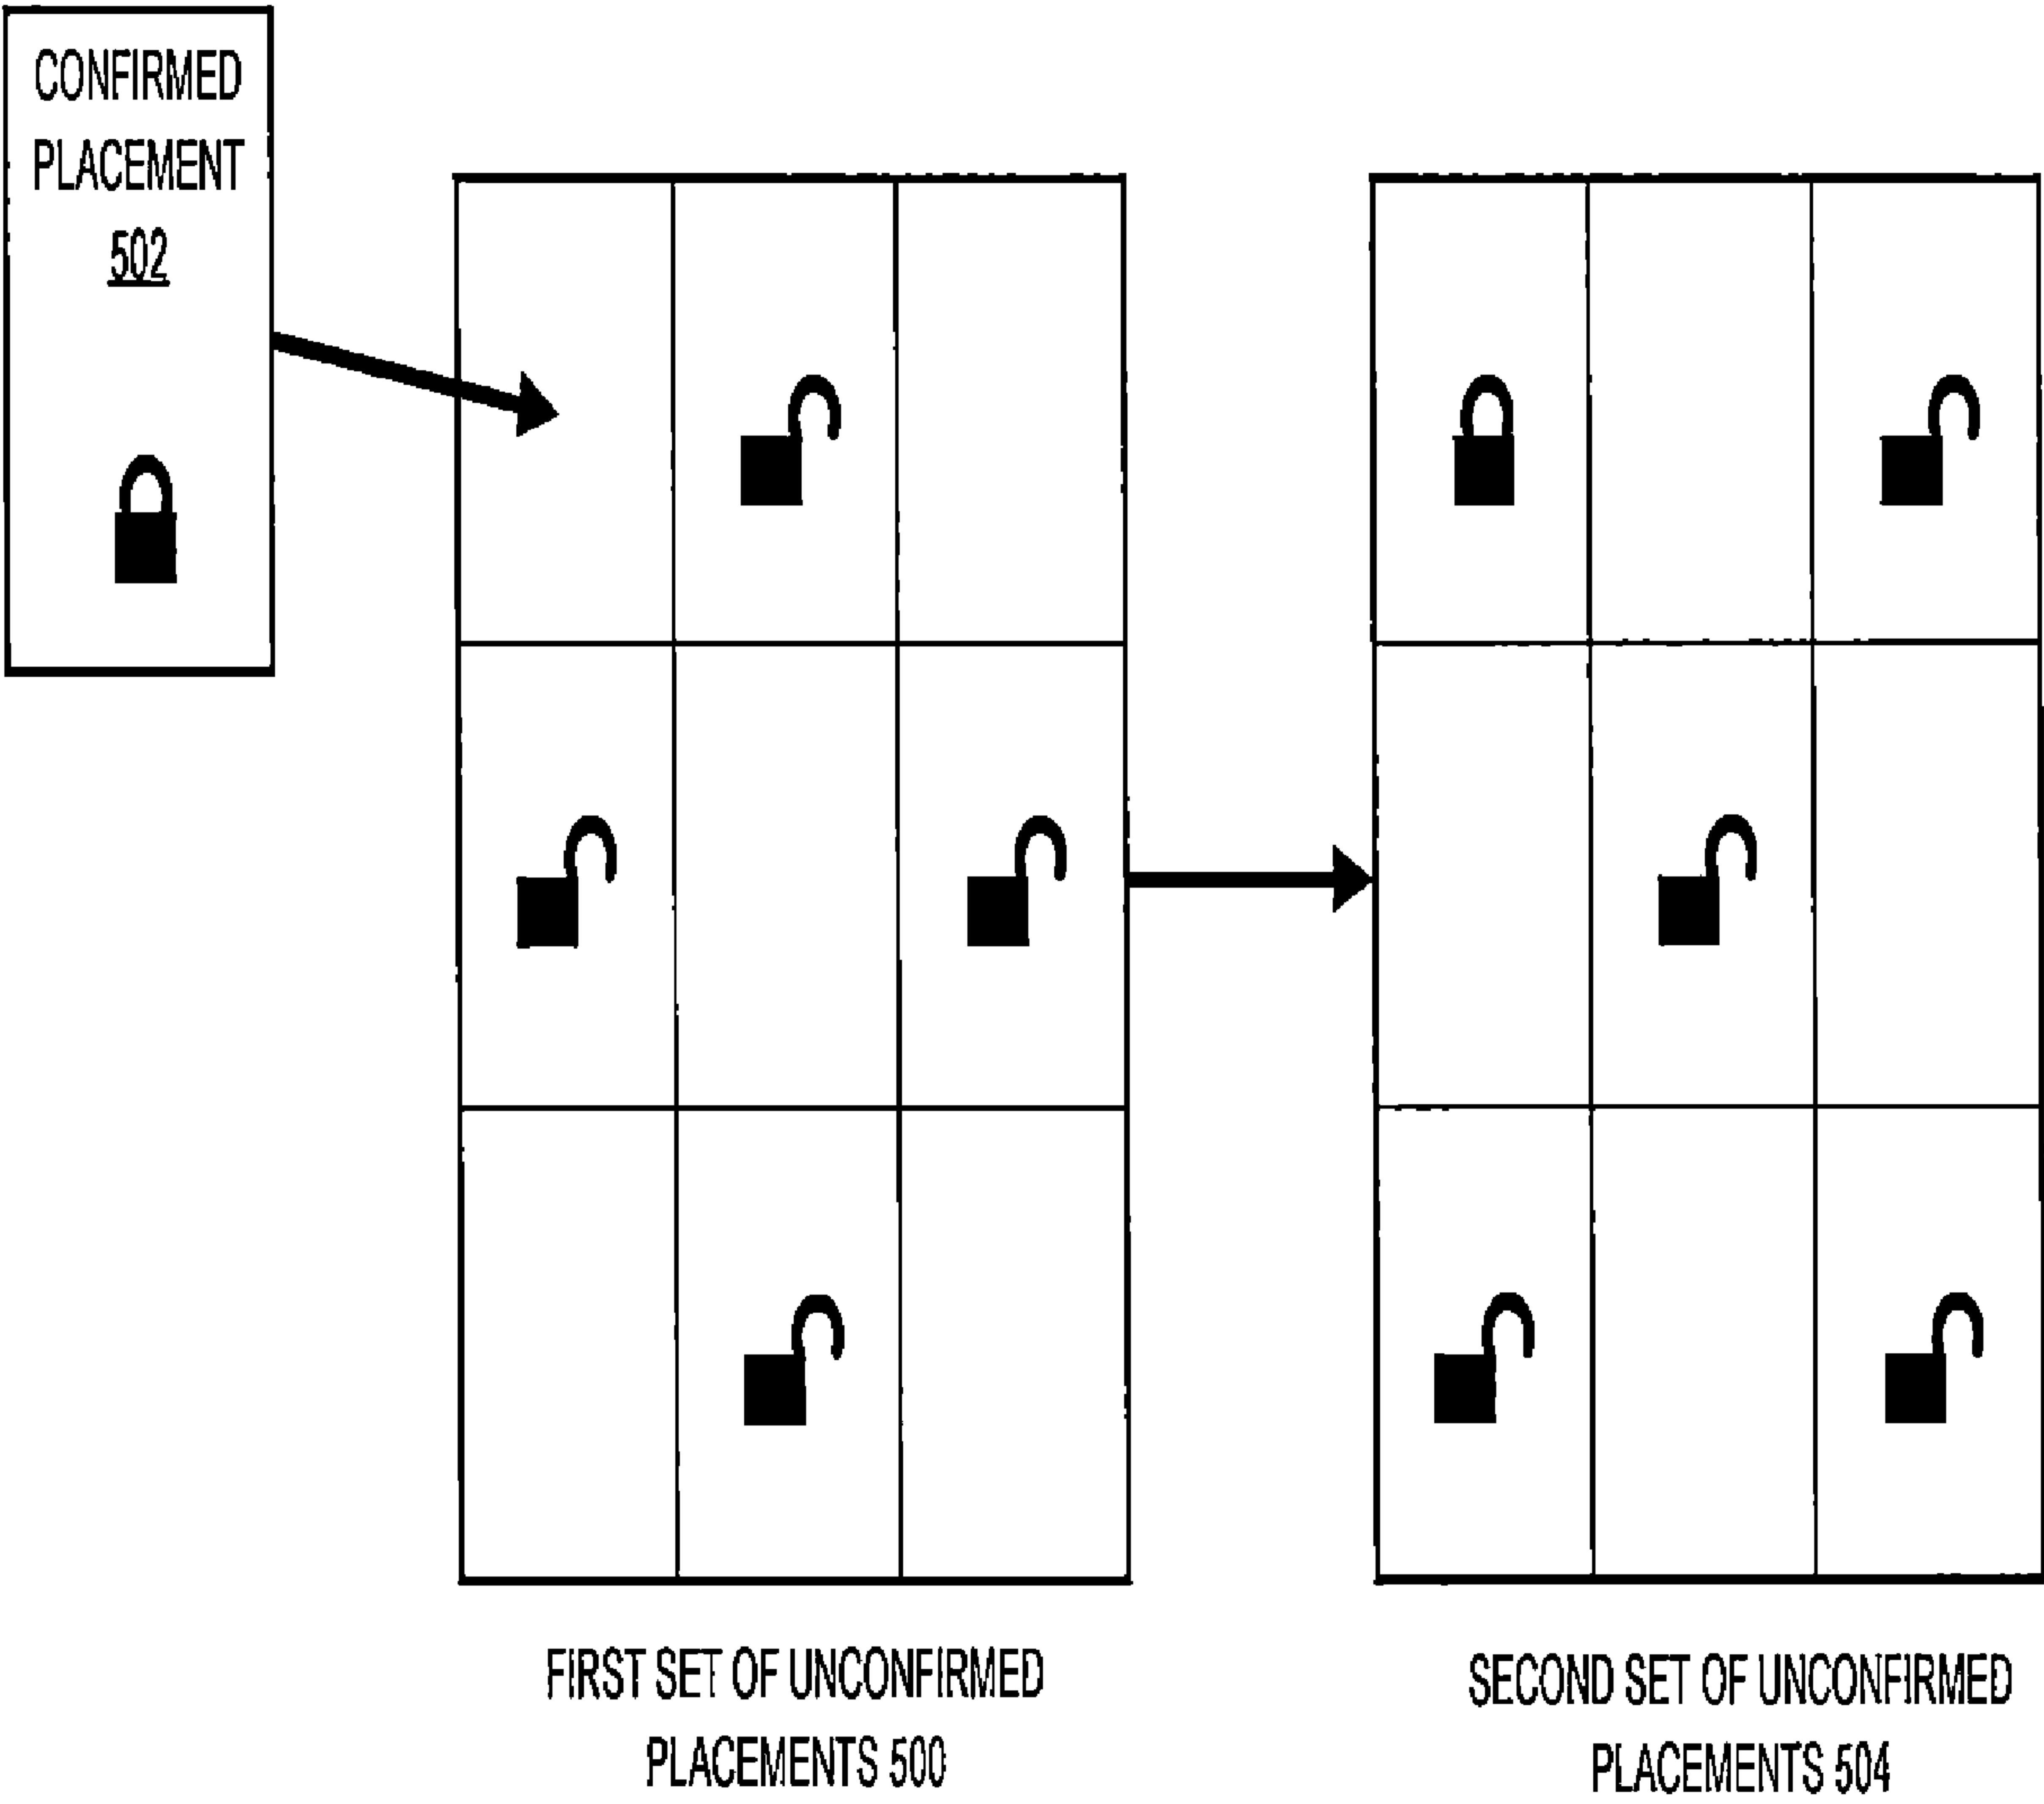 CONFIRMED
PLACEMENT
502
FIRST SET OF UNCONFIRMED
PLACEMENTS 500
SECOND SET OF UNCONFIRMED
PLACEMENTS 504